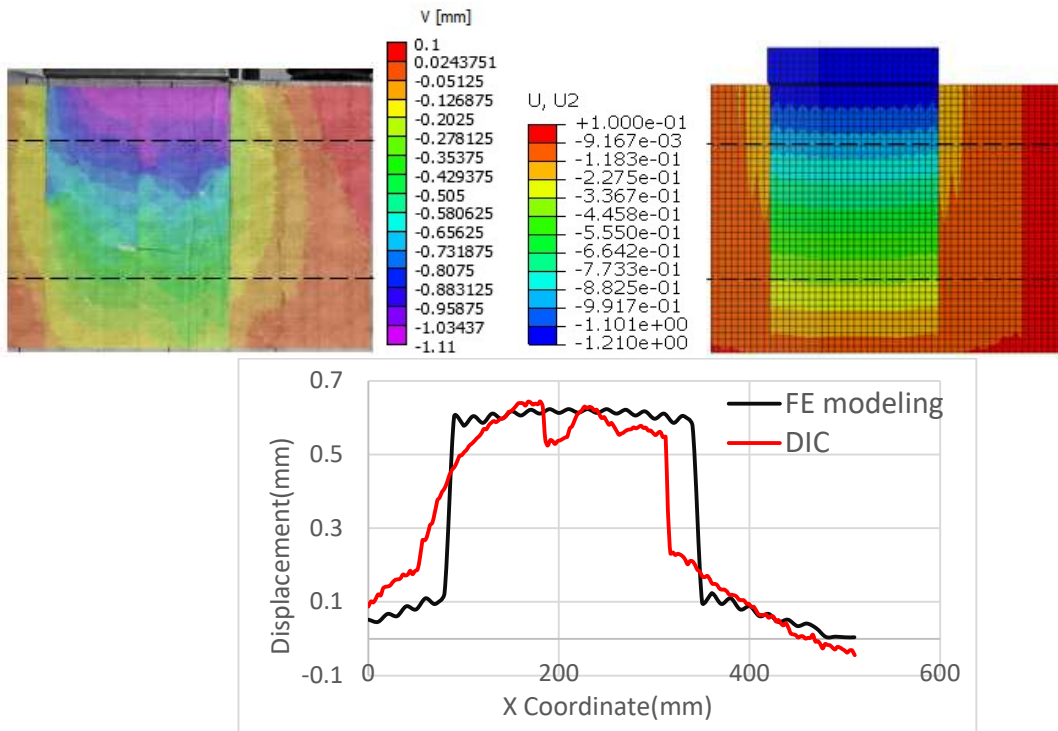 V [mm]
0.1
0.0243751
-0.05125
-0.126875
-0.2025
-0.278125
-0.35375
-0.429375
-0.505
-0.580625
-0.65625
-0.731875
-0.8075
-0.883125
-0.95875
-1.03437
-1.11
U, U2
+1.000e-01
-9.167e-03
-1.183e-01
-2.275e-01
-3.367e-01
-4.458e-01
-5.550e-01
-6.642e-01
-7.733e-01
-8.825e-01
-9.917e-01
-1.101e+00
-1.210e+00
0.7
0.5
0.3
0.1
-0.1
Displacement(mm)
FE modeling
DIC
0
200
400
600
X Coordinate(mm)